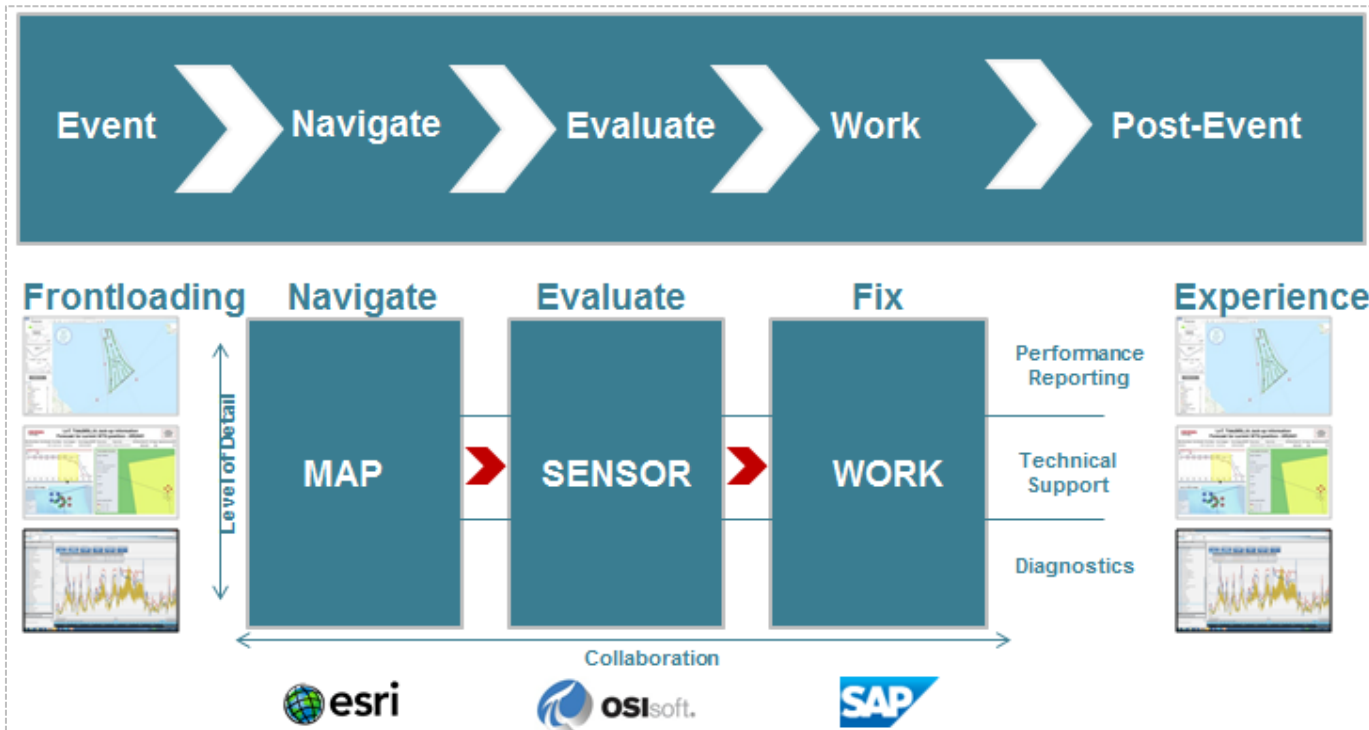 Event
Navigate
Evaluate
Work
Post-Event
Frontloading
Navigate
Evaluate
Fix
Experience
Level of Detail
MAP
SENSOR
WORK
Performance
Reporting
Technical
Support
Diagnostics
Collaboration
esri
OSIsoft.
SAP